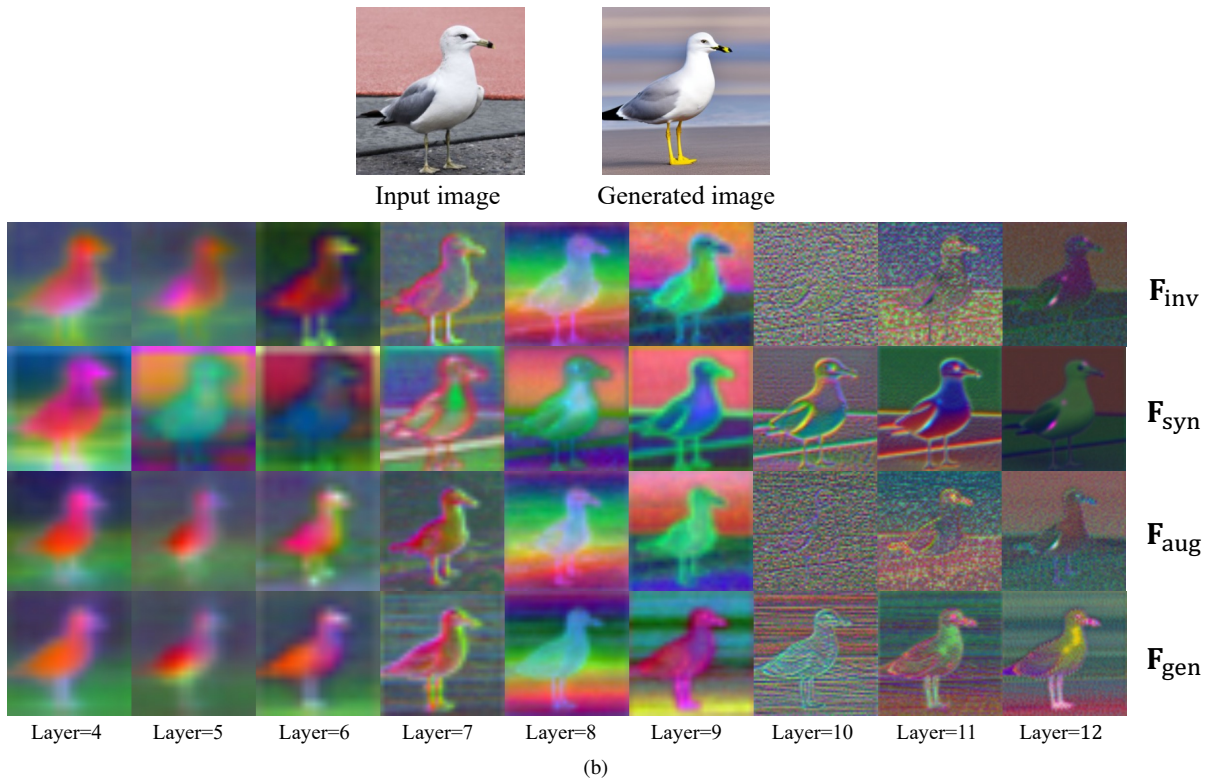 Input image
Generated image
F_inv
F_syn
F_aug
F_gen
Layer=4 Layer=5 Layer=6 Layer=7 Layer=8 Layer=9 Layer=10 Layer=11 Layer=12
(b)